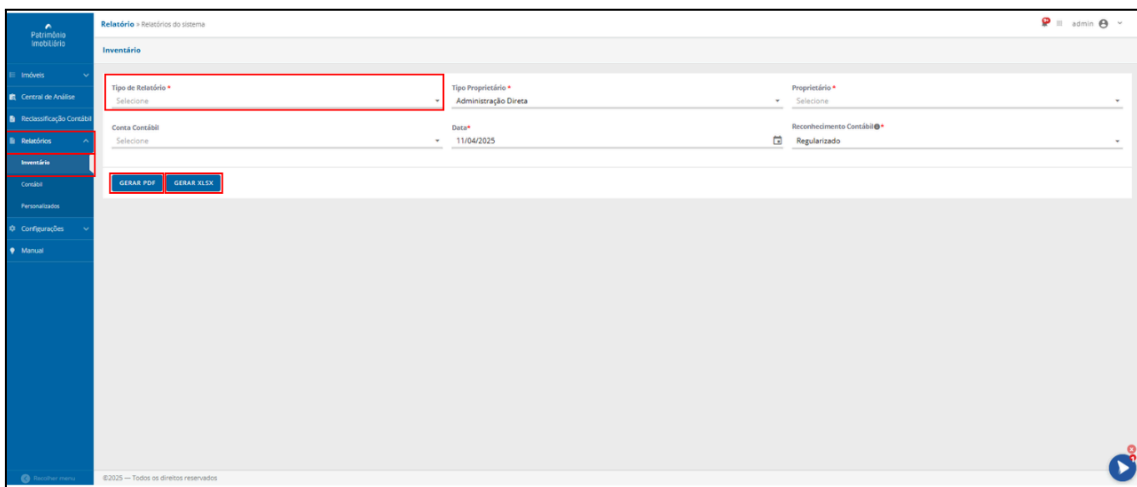 Patrimônio
Imobiliário
Relatório > Relatórios do sistema
admin
Inventário
Imóveis
Central de Análise
Reclassificação Contábil
Relatórios
Inventário
Contábil
Personalizados
Configurações
Manual
Tipo de Relatório *
Selecione
Tipo Proprietário *
Administração Direta
Proprietário *
Selecione
Conta Contábil
Selecione
Data*
11/04/2025
Reconhecimento Contábil *
Regularizado
GERAR PDF
GERAR XLSX
Recolher menu
©2025 — Todos os direitos reservados